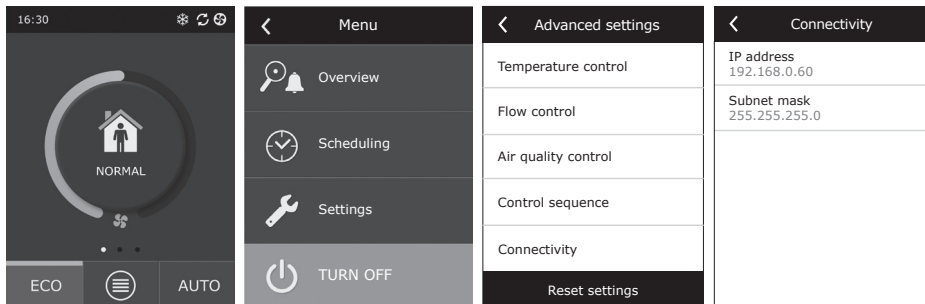 16:30
NORMAL
ECO
AUTO
Menu
Overview
Scheduling
Settings
TURN OFF
Advanced settings
Temperature control
Flow control
Air quality control
Control sequence
Connectivity
Reset settings
Connectivity
IP address
192.168.0.60
Subnet mask
255.255.255.0